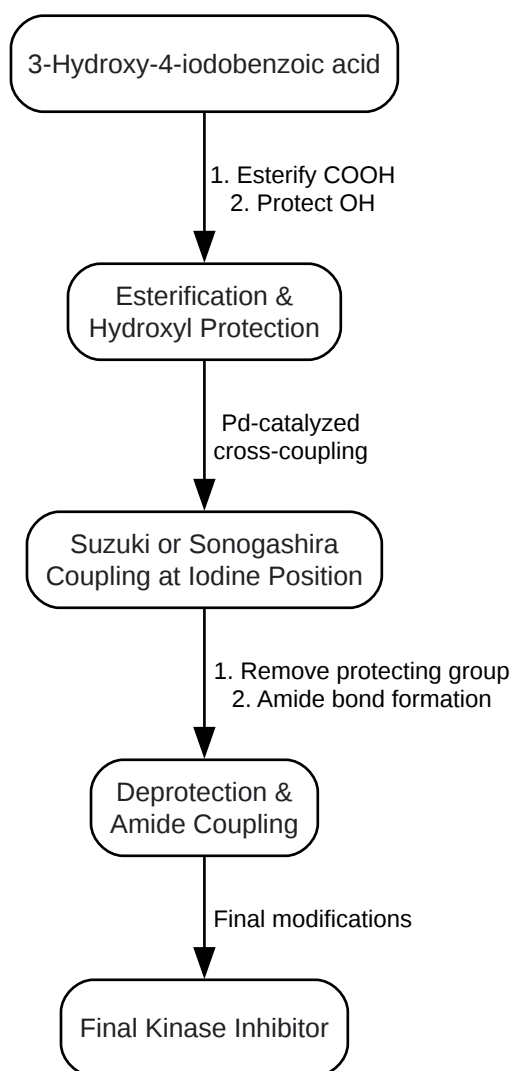 3-Hydroxy-4-iodobenzoic acid
1. Esterify COOH
2. Protect OH
Esterification &
Hydroxyl Protection
Pd-catalyzed
cross-coupling
Suzuki or Sonogashira
Coupling at Iodine Position
1. Remove protecting group
2. Amide bond formation
Deprotection &
Amide Coupling
Final modifications
Final Kinase Inhibitor